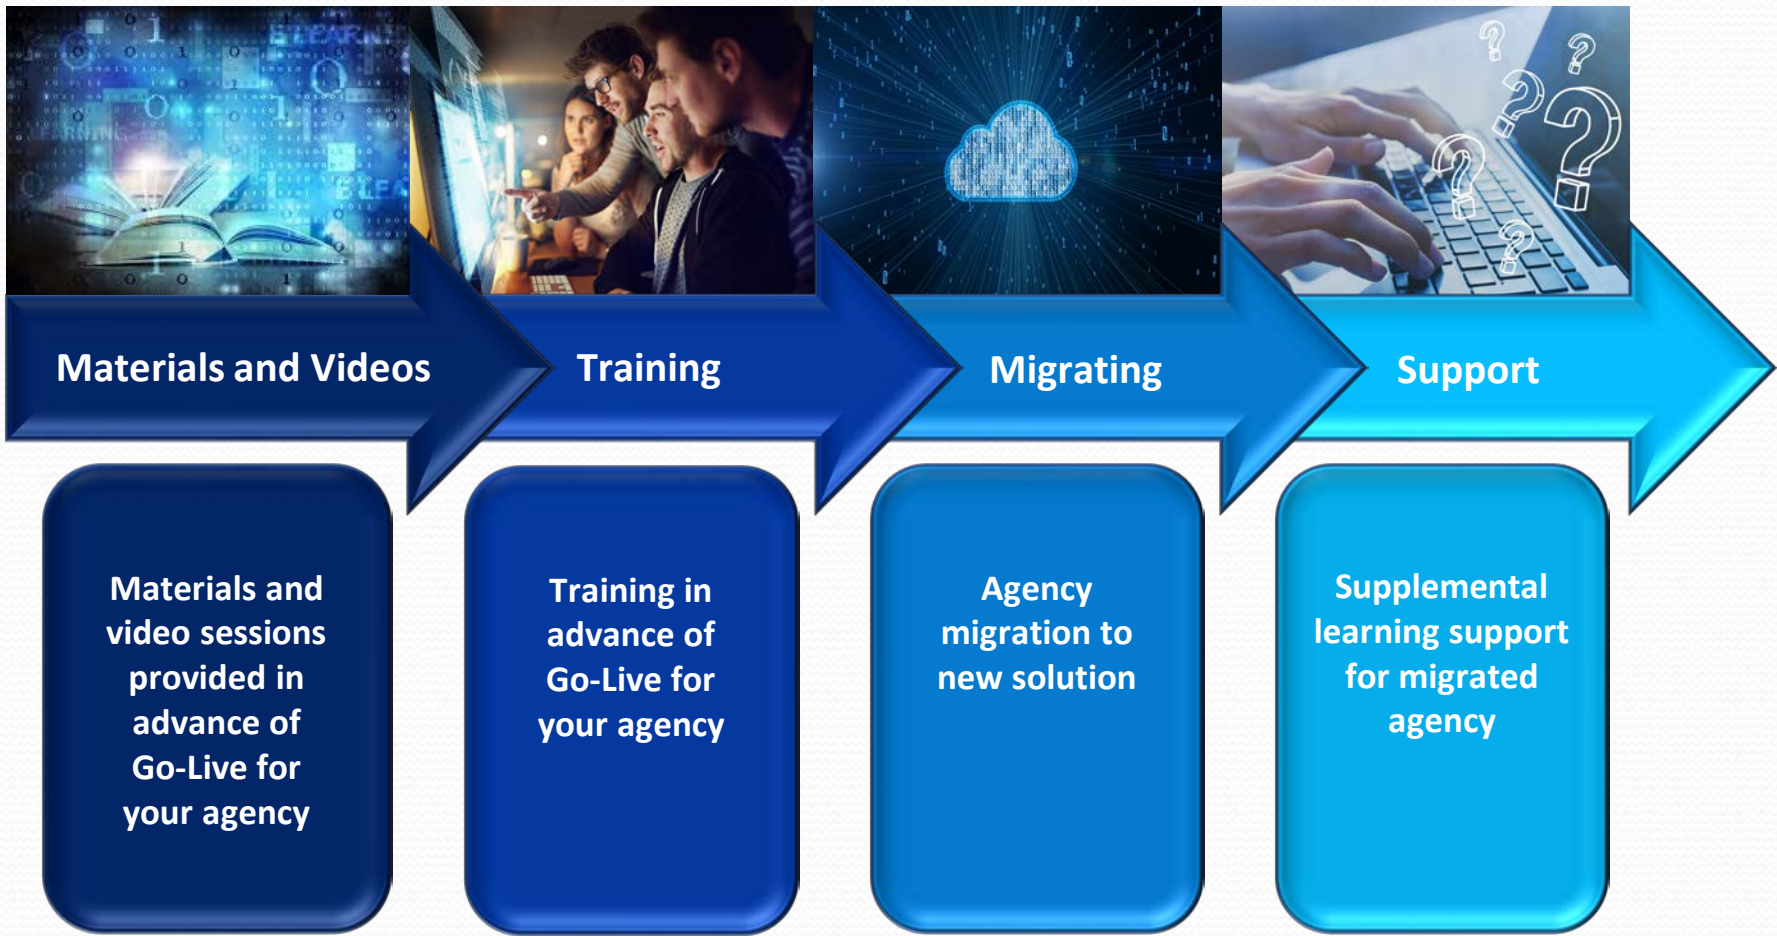 Materials and Videos
Training
Migrating
Support
Materials and
video sessions
provided in
advance of
Go-Live for
your agency
Training in
advance of
Go-Live for
your agency
Agency
migration to
new solution
Supplemental
learning support
for migrated
agency